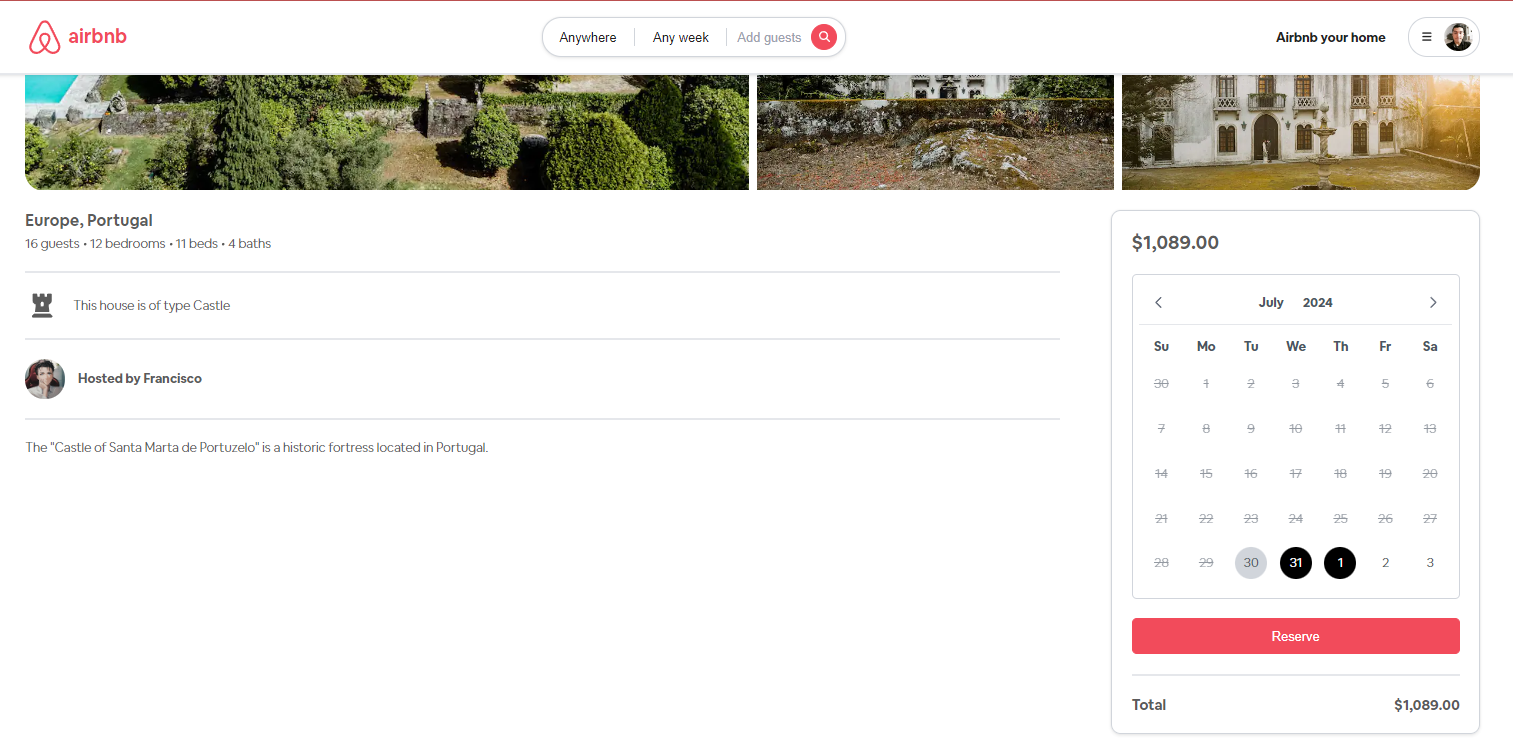 airbnb
Anywhere
Any week
Add guests
Airbnb your home
Europe, Portugal
16 guests • 12 bedrooms • 11 beds • 4 baths
This house is of type Castle
Hosted by Francisco
The "Castle of Santa Marta de Portuzelo" is a historic fortress located in Portugal.
$1,089.00
July 2024
Su Mo Tu We Th Fr Sa
30 1 2 3 4 5 6
7 8 9 10 11 12 13
14 15 16 17 18 19 20
21 22 23 24 25 26 27
28 29 30 31 1 2 3
Reserve
Total $1,089.00